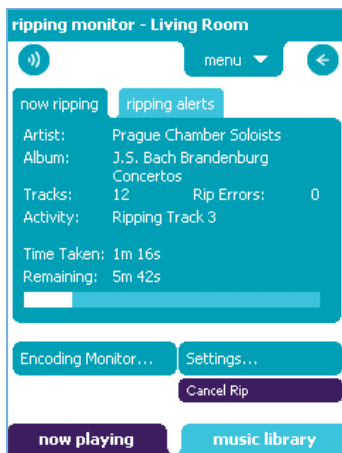 ripping monitor - Living Room
menu
now ripping
ripping alerts
Artist: Prague Chamber Soloists
Album: J.S. Bach Brandenburg
Concertos
Tracks: 12 Rip Errors: 0
Activity: Ripping Track 3
Time Taken: 1m 16s
Remaining: 5m 42s
Encoding Monitor...
Settings...
Cancel Rip
now playing
music library